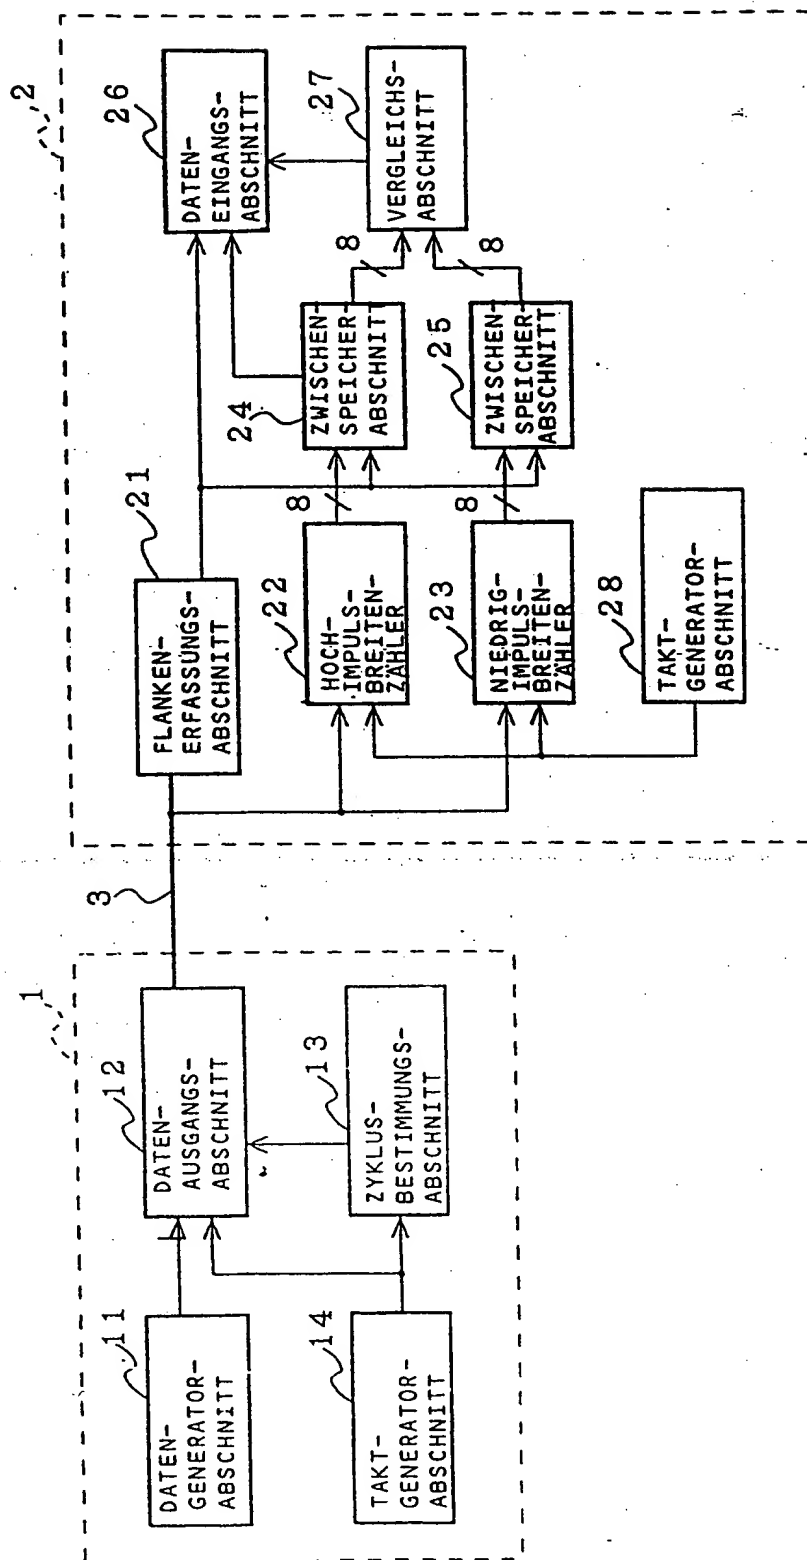 1
11
DATEN-
GENERATOR-
ABSCHNITT
12
DATEN-
AUSGANGS-
ABSCHNITT
14
TAKT-
GENERATOR-
ABSCHNITT
13
ZYKLUS-
BESTIMMUNGS-
ABSCHNITT
3
2
21
FLANKEN-
ERFASSUNGS-
ABSCHNITT
26
DATEN-
EINGANGS-
ABSCHNITT
22
HOCH-
IMPULS-
BREITEN-
ZÄHLER
8
24
ZWISCHEN-
SPEICHER-
ABSCHNITT
8
27
VERGLEICHS-
ABSCHNITT
23
NIEDRIG-
IMPULS-
BREITEN-
ZÄHLER
8
25
ZWISCHEN-
SPEICHER-
ABSCHNITT
8
28
TAKT-
GENERATOR-
ABSCHNITT